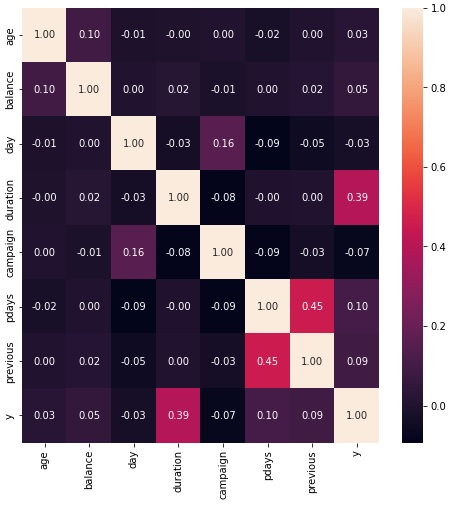 age 1.00 0.10 -0.01 -0.00 0.00 -0.02 0.00 0.03
balance 0.10 1.00 0.00 0.02 -0.01 0.00 0.02 0.05
day -0.01 0.00 1.00 -0.03 0.16 -0.09 -0.05 -0.03
duration -0.00 0.02 -0.03 1.00 -0.08 -0.00 0.00 0.39
campaign 0.00 -0.01 0.16 -0.08 1.00 -0.09 -0.03 -0.07
pdays -0.02 0.00 -0.09 -0.00 -0.09 1.00 0.45 0.10
previous 0.00 0.02 -0.05 0.00 -0.03 0.45 1.00 0.09
y 0.03 0.05 -0.03 0.39 -0.07 0.10 0.09 1.00
age balance day duration campaign pdays previous y
1.0
0.8
0.6
0.4
0.2
0.0